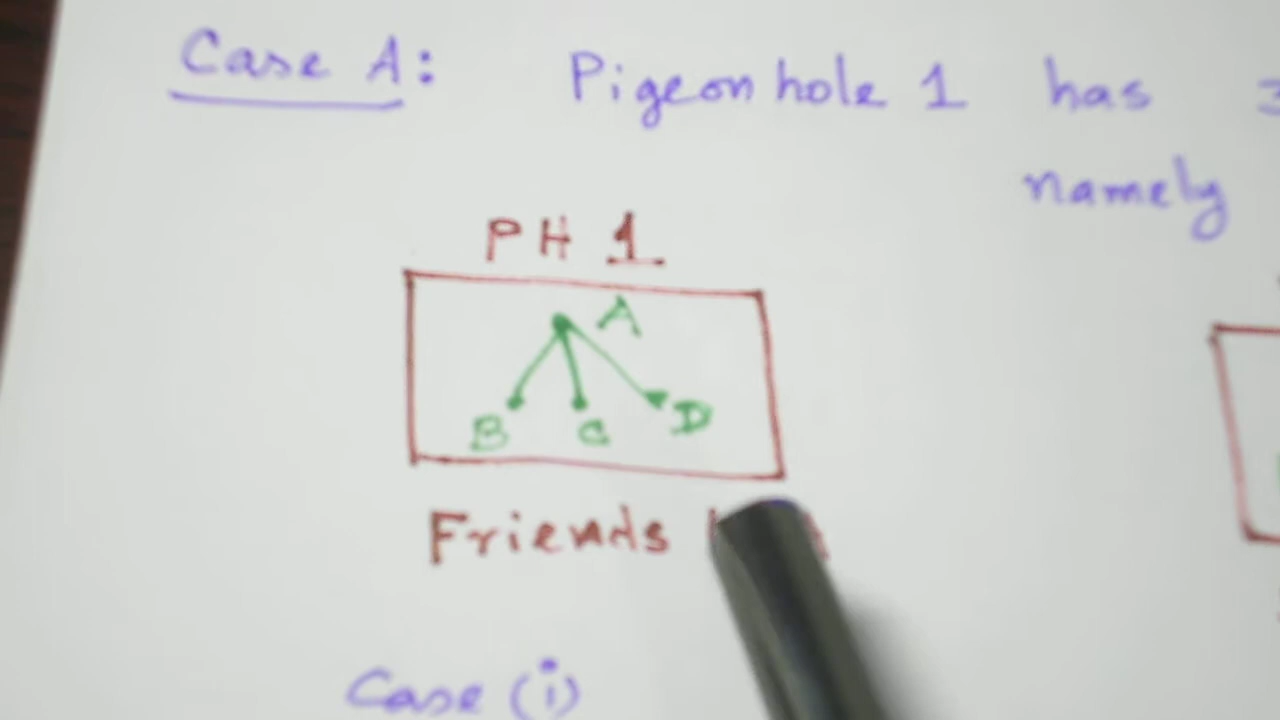 Case A: Pigeonhole 1 has
namely
PH 1
A
B C D
Friends
Case (i)